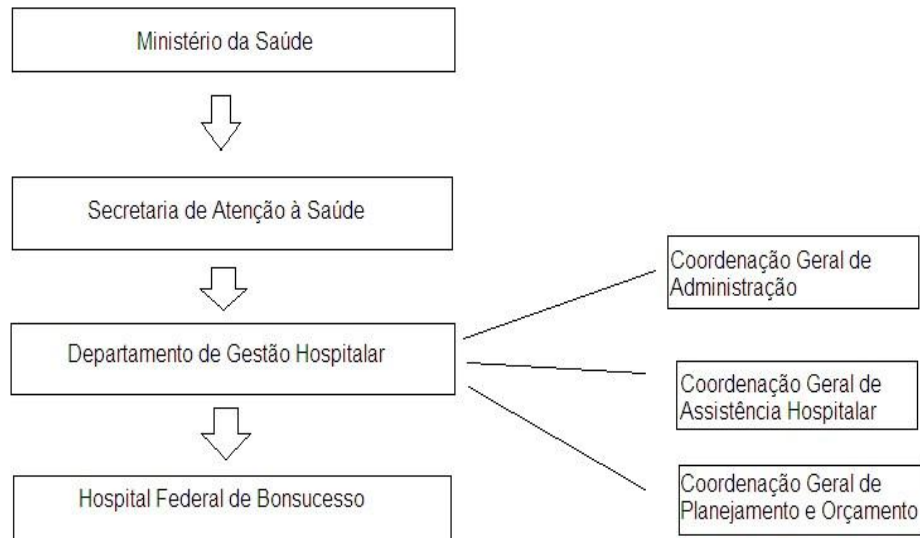 Ministério da Saúde
Secretaria de Atenção à Saúde
Departamento de Gestão Hospitalar
Hospital Federal de Bonsucesso
Coordenação Geral de
Administração
Coordenação Geral de
Assistência Hospitalar
Coordenação Geral de
Planejamento e Orçamento